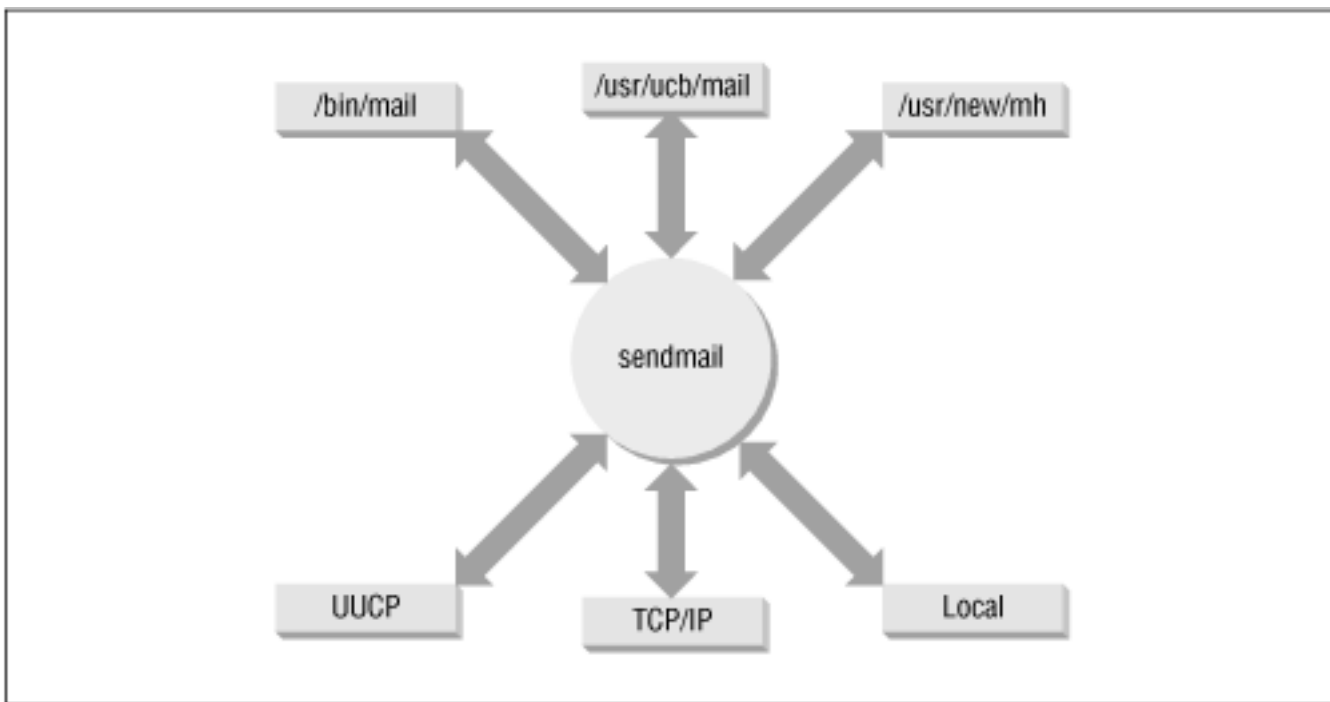 /bin/mail
/usr/ucb/mail
/usr/new/mh
sendmail
UUCP
TCP/IP
Local